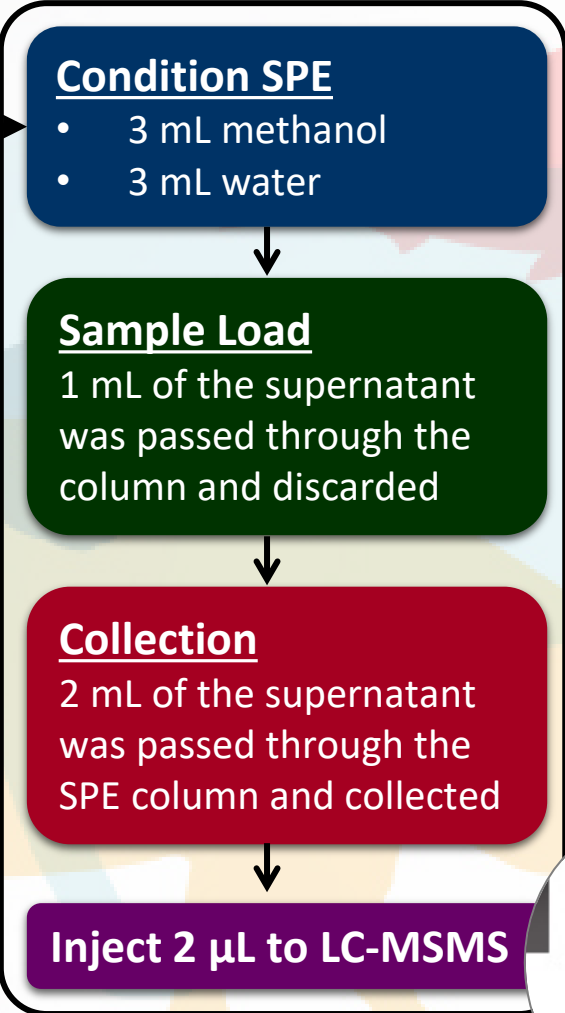 Condition SPE
• 3 mL methanol
• 3 mL water
Sample Load
1 mL of the supernatant
was passed through the
column and discarded
Collection
2 mL of the supernatant
was passed through the
SPE column and collected
Inject 2 µL to LC-MSMS